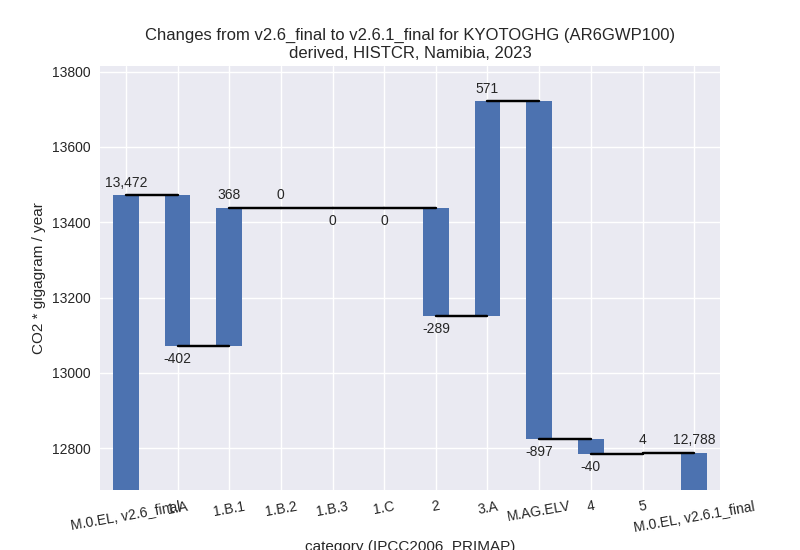 Changes from v2.6_final to v2.6.1_final for KYOTOGHG (AR6GWP100)
derived, HISTCR, Namibia, 2023
CO2 * gigagram / year
13800
13600
13400
13200
13000
12800
13,472
-402
368
0
0
0
-289
571
-897
-40
4
12,788
M.0.EL, v2.6_final
1.A
1.B.1
1.B.2
1.B.3
1.C
2
3.A
M.AG.ELV
4
5
M.0.EL, v2.6.1_final
category (IPCC2006_PRIMAP)